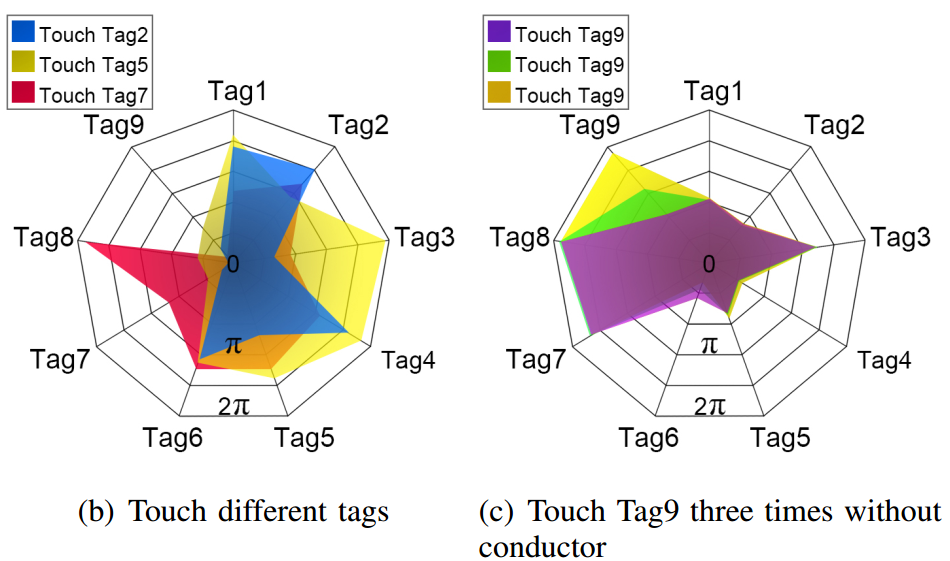 Touch Tag2
Touch Tag5
Touch Tag7
Tag1
Tag2
Tag3
Tag4
Tag5
Tag6
Tag7
Tag8
Tag9
0
π
2π
(b) Touch different tags
Touch Tag9
Touch Tag9
Touch Tag9
Tag1
Tag2
Tag3
Tag4
Tag5
Tag6
Tag7
Tag8
Tag9
0
π
2π
(c) Touch Tag9 three times without
conductor